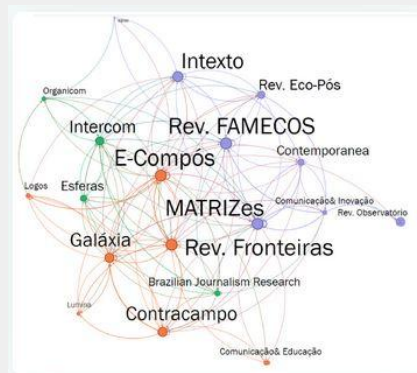 Intexto
Rev. Eco-Pós
Organicom
Intercom
Rev. FAMECOS
E-Compós
Contemporanea
Logos
Esferas
Comunicação& Inovação
MATRIZes
Rev. Observatório
Galáxia
Rev. Fronteiras
Brazilian Journalism Research
Lumina
Contracampo
Comunicação& Educação